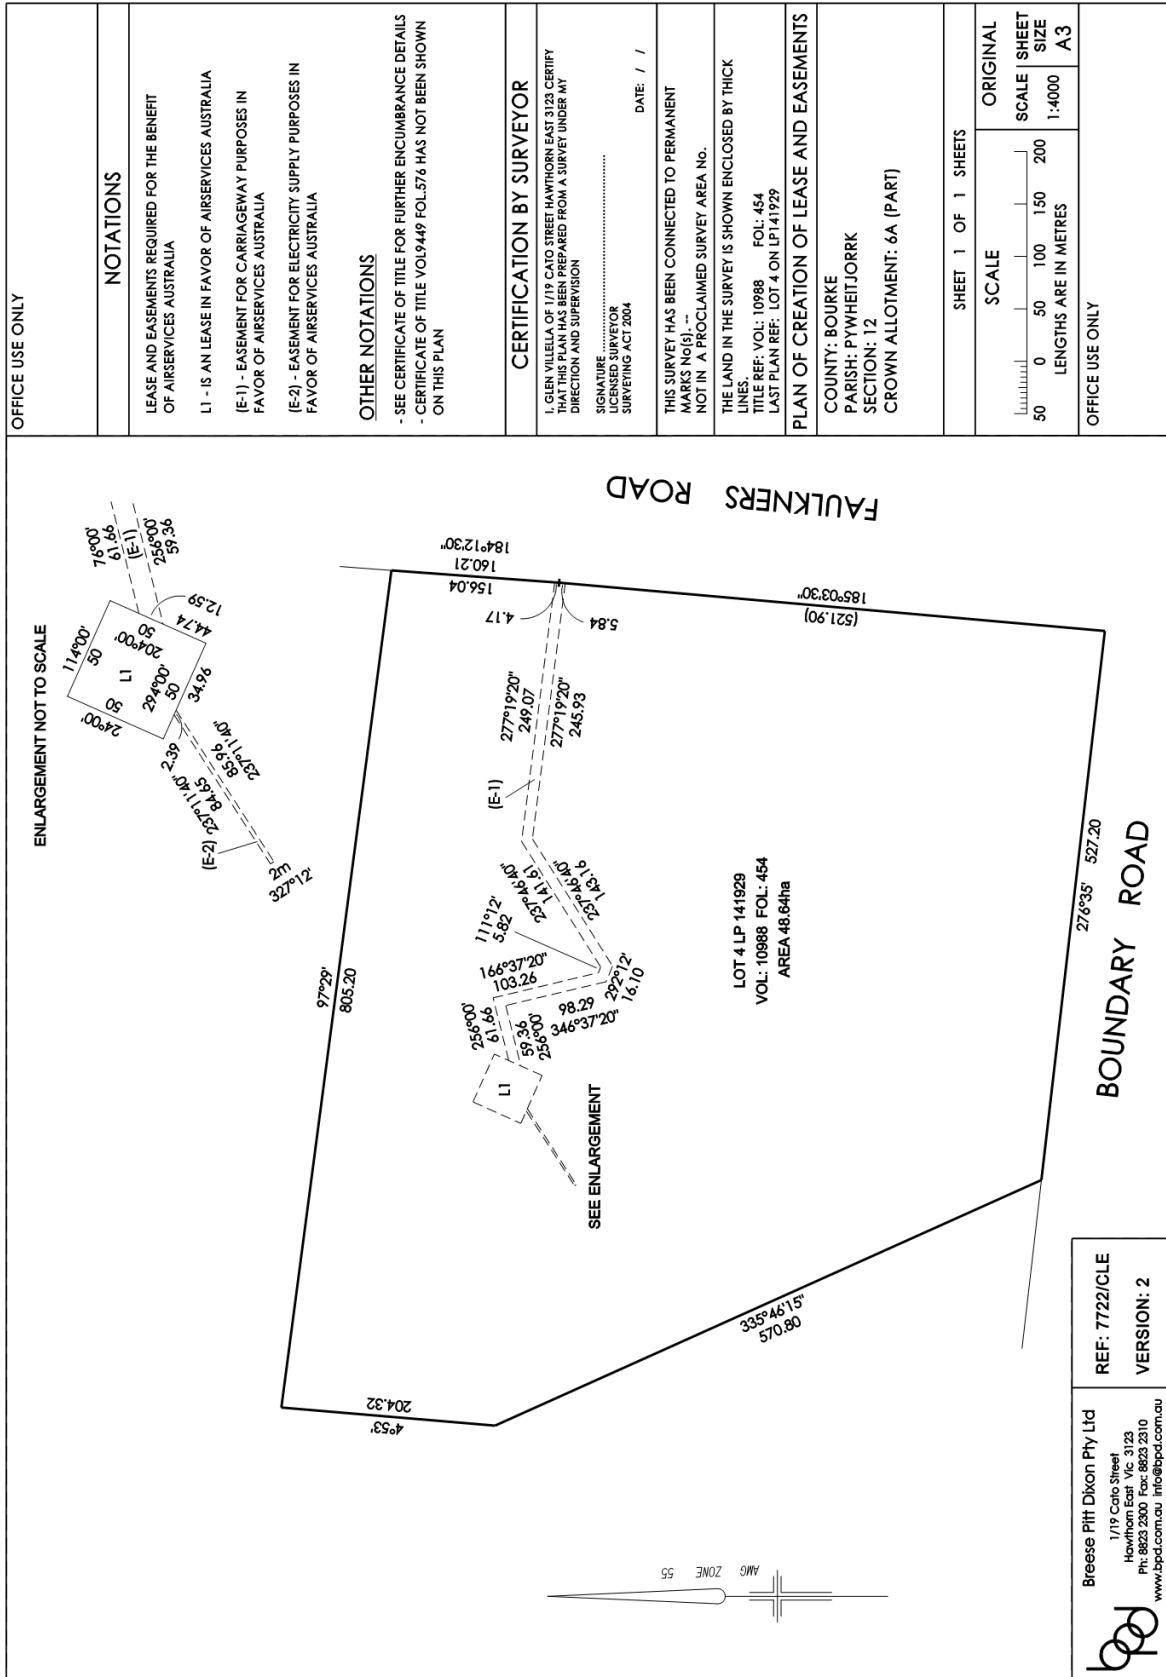 OFFICE USE ONLY
NOTATIONS
LEASE AND EASEMENTS REQUIRED FOR THE BENEFIT
OF AIRSERVICES AUSTRALIA
L1 - IS AN LEASE IN FAVOR OF AIRSERVICES AUSTRALIA
(E-1) - EASEMENT FOR CARRIAGEWAY PURPOSES IN
FAVOR OF AIRSERVICES AUSTRALIA
(E-2) - EASEMENT FOR ELECTRICITY SUPPLY PURPOSES IN
FAVOR OF AIRSERVICES AUSTRALIA
OTHER NOTATIONS
- SEE CERTIFICATE OF TITLE FOR FURTHER ENCUMBRANCE DETAILS
- CERTIFICATE OF TITLE VOL9449 FOL.576 HAS NOT BEEN SHOWN
ON THIS PLAN
CERTIFICATION BY SURVEYOR
I, GLEN VILLELLA OF 1/19 CATO STREET HAWTHORN EAST 3123 CERTIFY
THAT THIS PLAN HAS BEEN PREPARED FROM A SURVEY UNDER MY
DIRECTION AND SUPERVISION
SIGNATURE ........................................
DATE: / /
LICENSED SURVEYOR
SURVEYING ACT 2004
THIS SURVEY HAS BEEN CONNECTED TO PERMANENT
MARKS No(s). --
NOT IN A PROCLAIMED SURVEY AREA No.
THE LAND IN THE SURVEY IS SHOWN ENCLOSED BY THICK
LINES.
TITLE REF: VOL: 10988 FOL: 454
LAST PLAN REF: LOT 4 ON LP141929
PLAN OF CREATION OF LEASE AND EASEMENTS
COUNTY: BOURKE
PARISH: PYWHEITJORRK
SECTION: 12
CROWN ALLOTMENT: 6A (PART)
SHEET 1 OF 1 SHEETS
SCALE
50 0 50 100 150 200
LENGTHS ARE IN METRES
ORIGINAL
SCALE
1:4000
SHEET
SIZE
A3
OFFICE USE ONLY
ENLARGEMENT NOT TO SCALE
76°00'
61.66
(E-1)
256°00'
59.36
12.59
44.74
114°00'
50
204°00'
50
L1
50
24°00'
294°00'
50
34.96
2.39
237°11'40"
84.65
85.96
237°11'40"
(E-2)
2m
327°12'
FAULKNERS ROAD
184°12'30"
160.21
156.04
4.17
5.84
185°03'30"
(521.90)
277°19'20"
249.07
277°19'20"
245.93
(E-1)
237°46'40"
141.61
237°46'40"
143.16
111°12'
5.82
166°37'20"
103.26
292°12'
16.10
98.29
346°37'20"
256°00'
61.66
59.36
256°00'
L1
SEE ENLARGEMENT
97°29'
805.20
LOT 4 LP 141929
VOL: 10988 FOL: 454
AREA 48.64ha
276°35' 527.20
BOUNDARY ROAD
335°46'15"
570.80
204.32
4°53'
AMG ZONE 55
bpd
Breese Pitt Dixon Pty Ltd
1/19 Cato Street
Hawthorn East Vic 3123
Ph: 8823 2300 Fax: 8823 2310
www.bpd.com.au info@bpd.com.au
REF: 7722/CLE
VERSION: 2